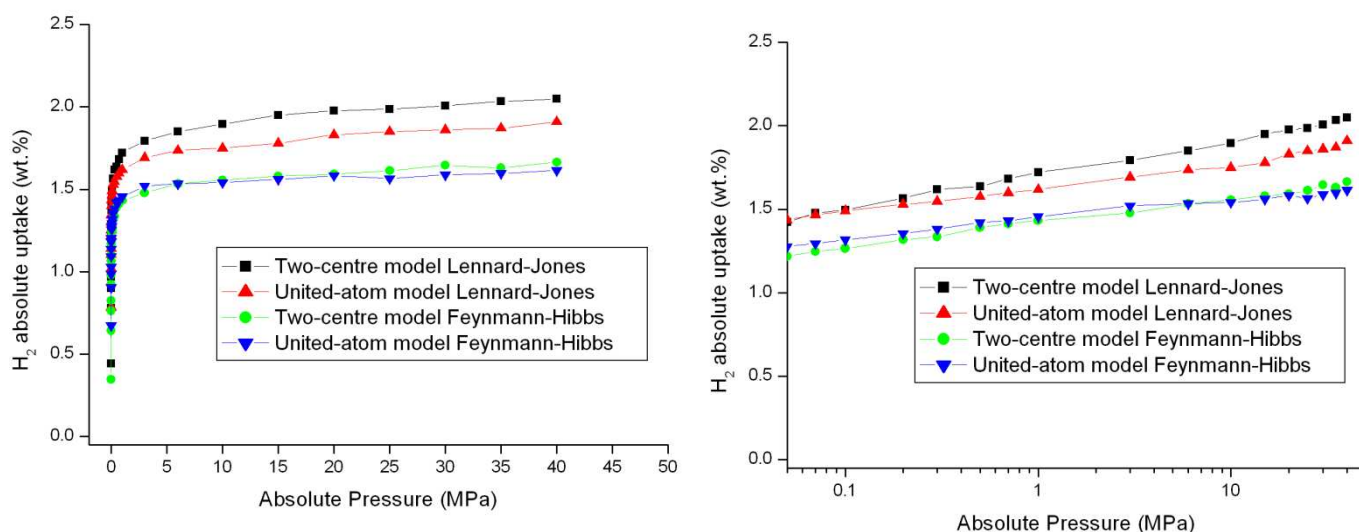 2.5
2.0
1.5
1.0
0.5
0.0
H2 absolute uptake (wt.%)
Two-centre model Lennard-Jones
United-atom model Lennard-Jones
Two-centre model Feynmann-Hibbs
United-atom model Feynmann-Hibbs
0 5 10 15 20 25 30 35 40 45 50
Absolute Pressure (MPa)
2.5
2.0
1.5
1.0
0.5
0.0
H2 absolute uptake (wt.%)
Two-centre model Lennard-Jones
United-atom model Lennard-Jones
Two-centre model Feynmann-Hibbs
United-atom model Feynmann-Hibbs
0.1 1 10
Absolute Pressure (MPa)